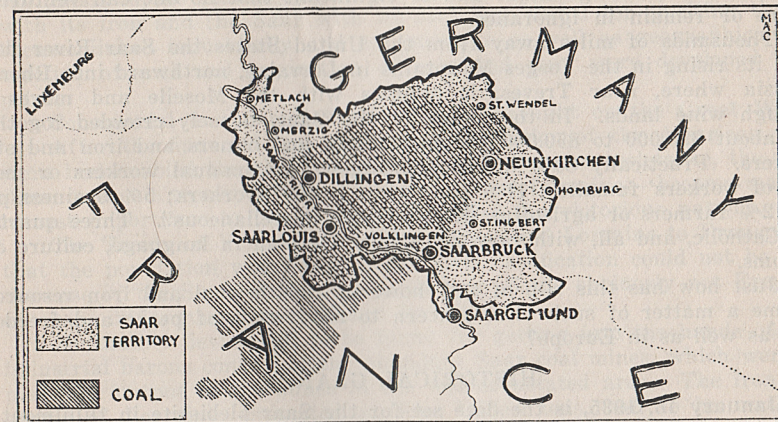 MAC
GERMANY
LUXEMBURG
METLACH
ST. WENDEL
MERZIG
SAAR RIVER
DILLINGEN
NEUNKIRCHEN
HOMBURG
SAARLOUIS
VOLKLINGEN
ST INGBERT
SAARBRUCK
SAARGEMUND
FRANCE
SAAR
TERRITORY
COAL